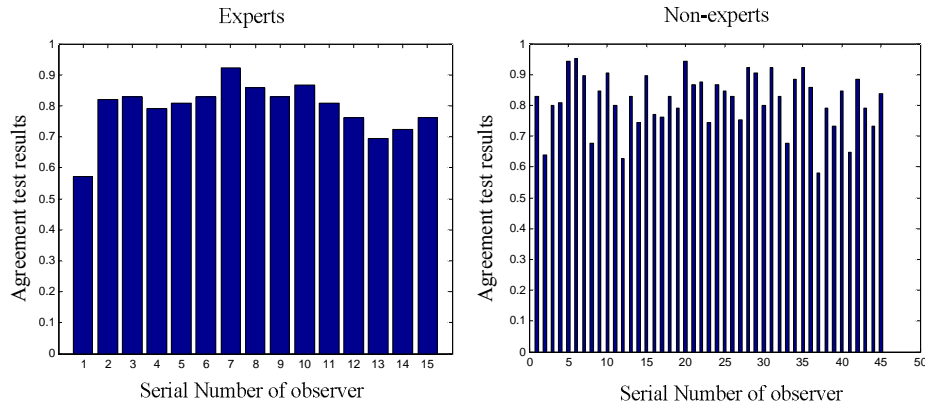 Experts
Agreement test results
1
0.9
0.8
0.7
0.6
0.5
0.4
0.3
0.2
0.1
0
1 2 3 4 5 6 7 8 9 10 11 12 13 14 15
Serial Number of observer
Non-experts
Agreement test results
1
0.9
0.8
0.7
0.6
0.5
0.4
0.3
0.2
0.1
0
0 5 10 15 20 25 30 35 40 45 50
Serial Number of observer